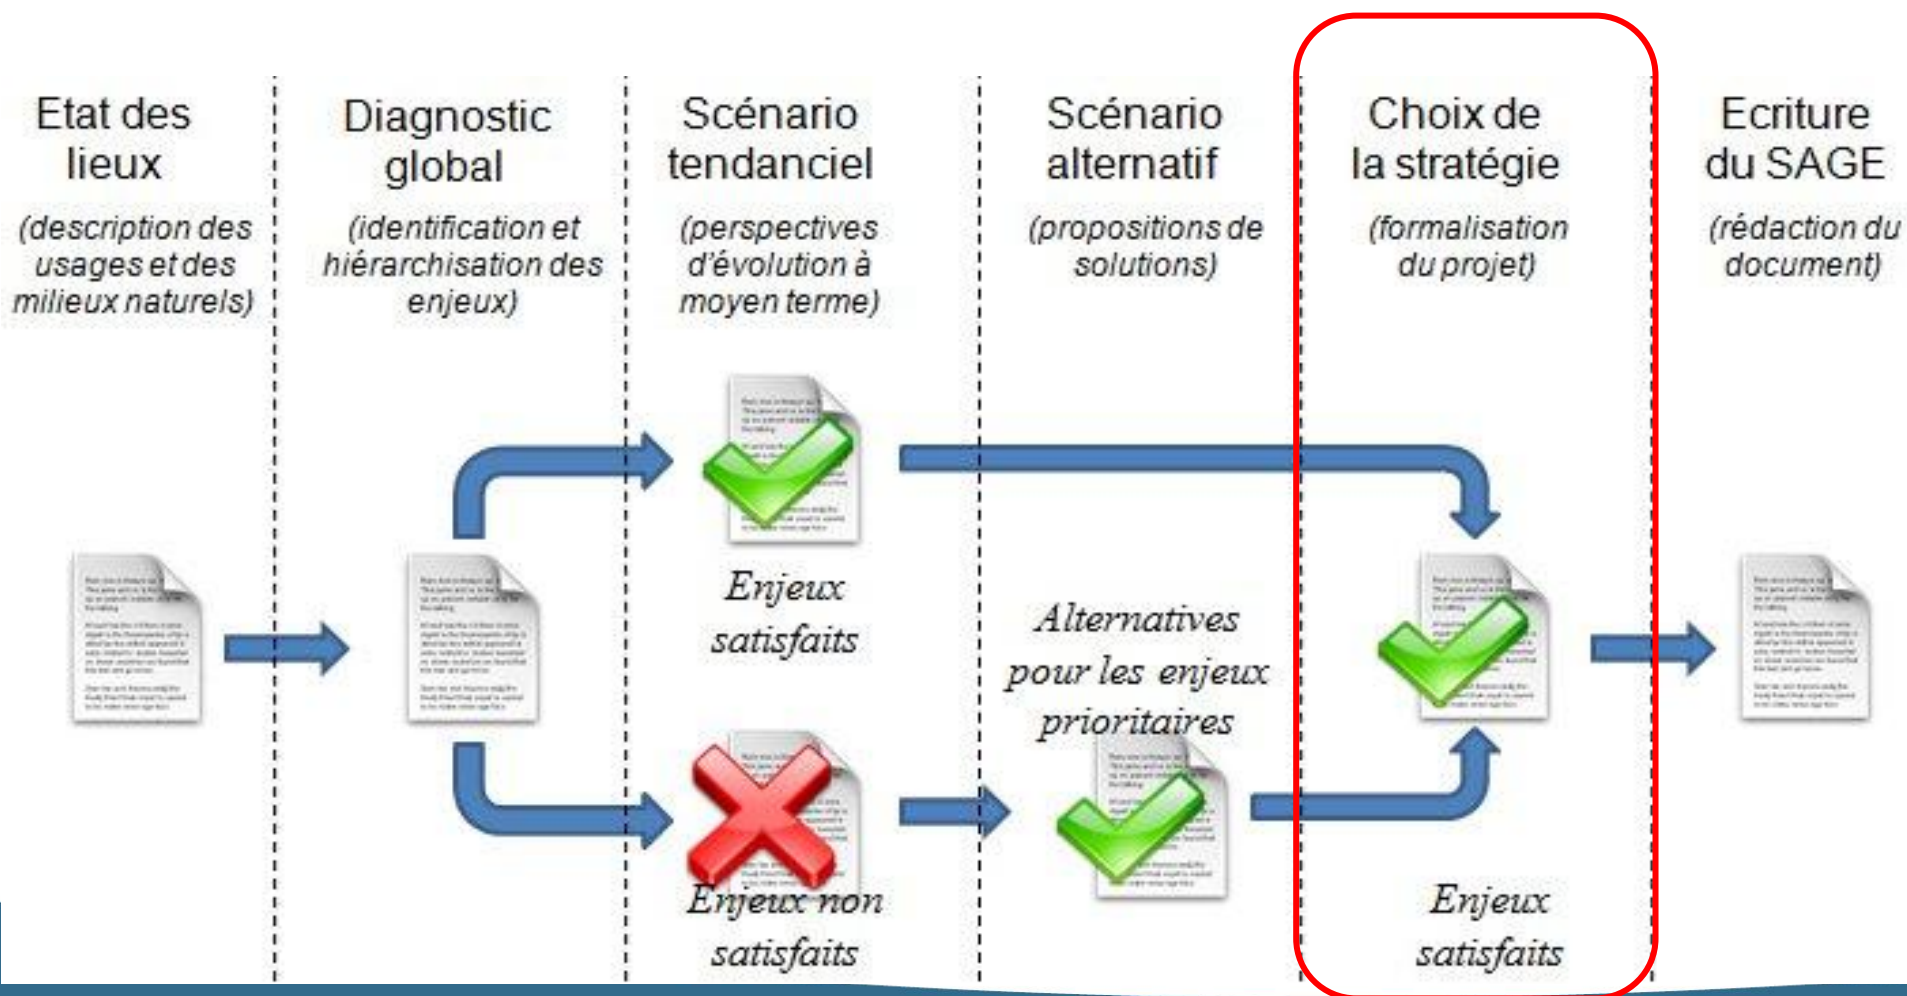 Etat des
lieux
(description des
usages et des
milieux naturels)
Diagnostic
global
(identification et
hiérarchisation des
enjeux)
Scénario
tendanciel
(perspectives
d'évolution à
moyen terme)
Scénario
alternatif
(propositions de
solutions)
Choix de
la stratégie
(formalisation
du projet)
Ecriture
du SAGE
(rédaction du
document)
Enjeux
satisfaits
Alternatives
pour les enjeux
prioritaires
Enjeux non
satisfaits
Enjeux
satisfaits